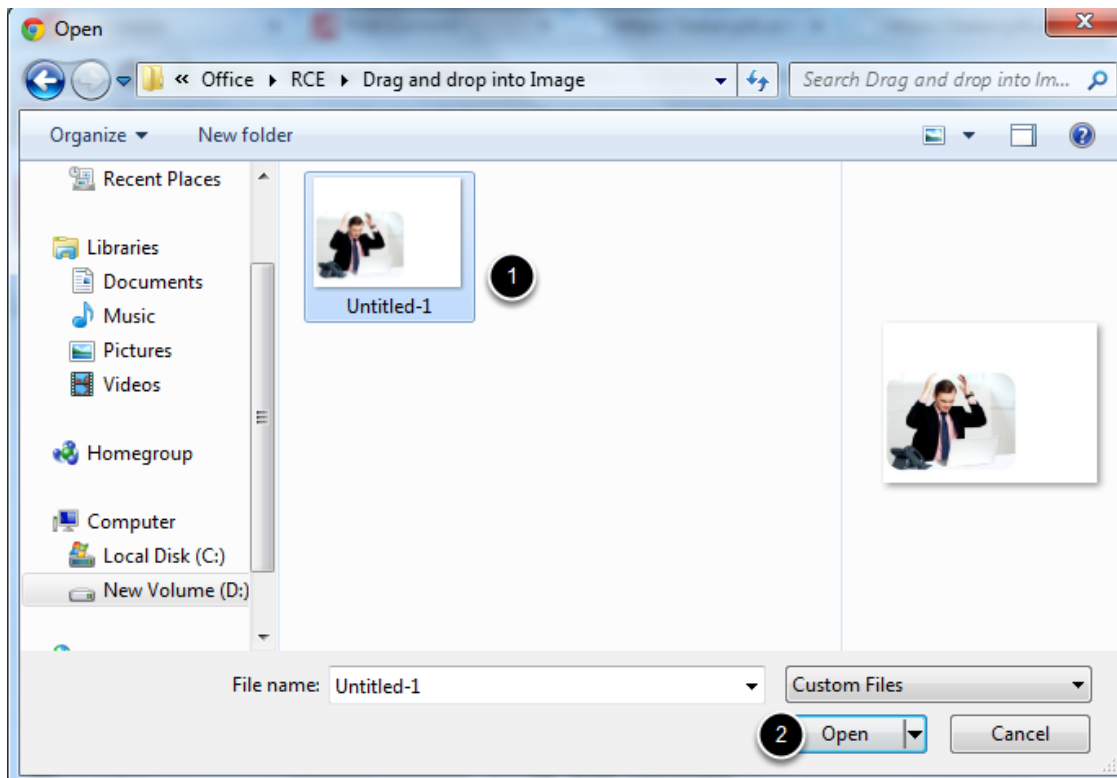 Open
« Office ▸ RCE ▸ Drag and drop into Image
Search Drag and drop into Im...
Organize
New folder
Recent Places
Libraries
Documents
Music
Pictures
Videos
Homegroup
Computer
Local Disk (C:)
New Volume (D:)
Untitled-1
1
File name: Untitled-1
Custom Files
2
Open
Cancel